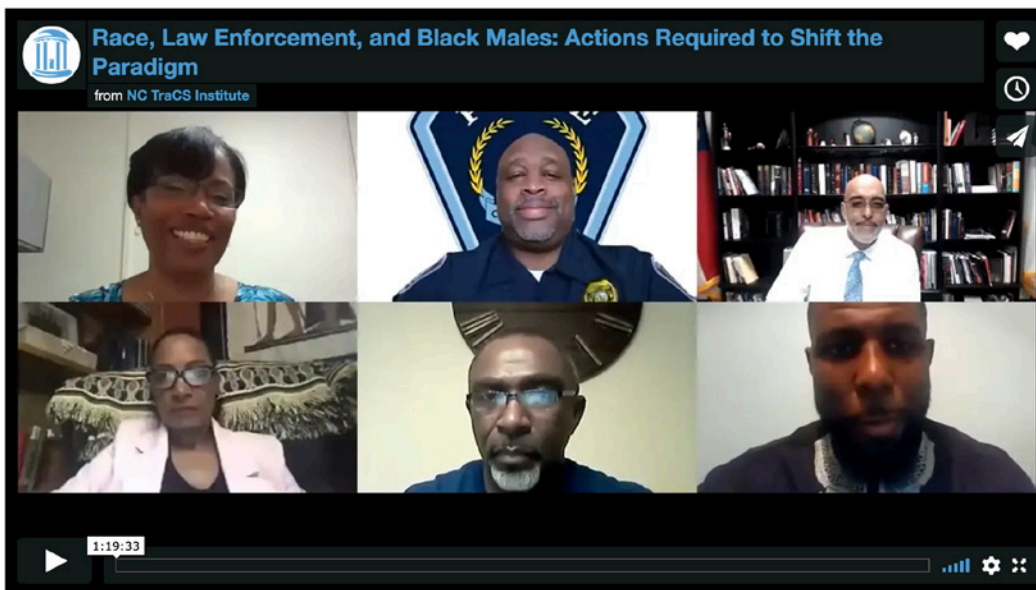 Race, Law Enforcement, and Black Males: Actions Required to Shift the
Paradigm
from NC TraCS Institute
1:19:33